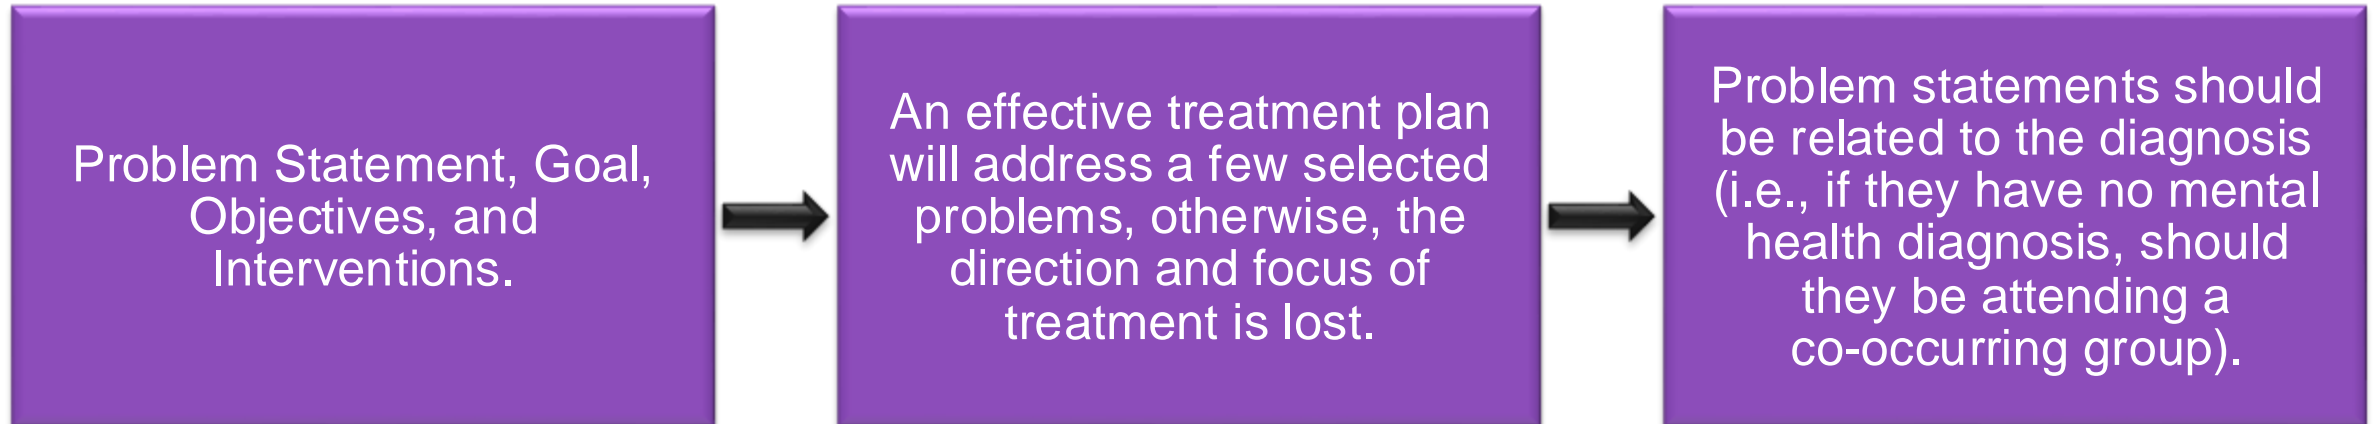 Problem Statement, Goal,
Objectives, and
Interventions.
An effective treatment plan
will address a few selected
problems, otherwise, the
direction and focus of
treatment is lost.
Problem statements should
be related to the diagnosis
(i.e., if they have no mental
health diagnosis, should
they be attending a
co-occurring group).